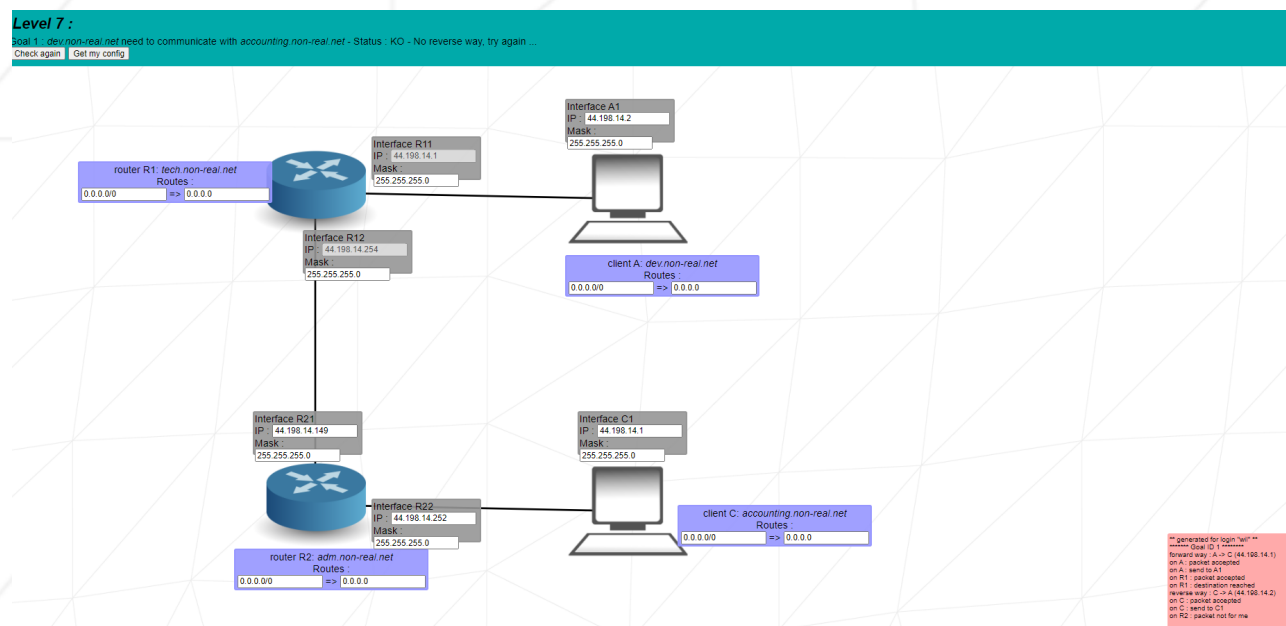 Level 7 :
Goal 1 : dev.non-real.net need to communicate with accounting.non-real.net - Status : KO - No reverse way, try again ...
Check again Get my config
Interface A1
IP : 44.198.14.2
Mask :
255.255.255.0
Interface R11
IP : 44.198.14.1
Mask :
255.255.255.0
router R1: tech.non-real.net
Routes :
0.0.0.0/0 => 0.0.0.0
Interface R12
IP : 44.198.14.254
Mask :
255.255.255.0
client A: dev.non-real.net
Routes :
0.0.0.0/0 => 0.0.0.0
Interface R21
IP : 44.198.14.149
Mask :
255.255.255.0
Interface C1
IP : 44.198.14.1
Mask :
255.255.255.0
Interface R22
IP : 44.198.14.252
Mask :
255.255.255.0
client C: accounting.non-real.net
Routes :
0.0.0.0/0 => 0.0.0.0
router R2: adm.non-real.net
Routes :
0.0.0.0/0 => 0.0.0.0
** generated for login "wil" **
******* Goal ID 1 ********
forward way : A -> C (44.198.14.1)
on A : packet accepted
on A : send to A1
on R1 : packet accepted
on R1 : destination reached
reverse way : C -> A (44.198.14.2)
on C : packet accepted
on C : send to C1
on R2 : packet not for me